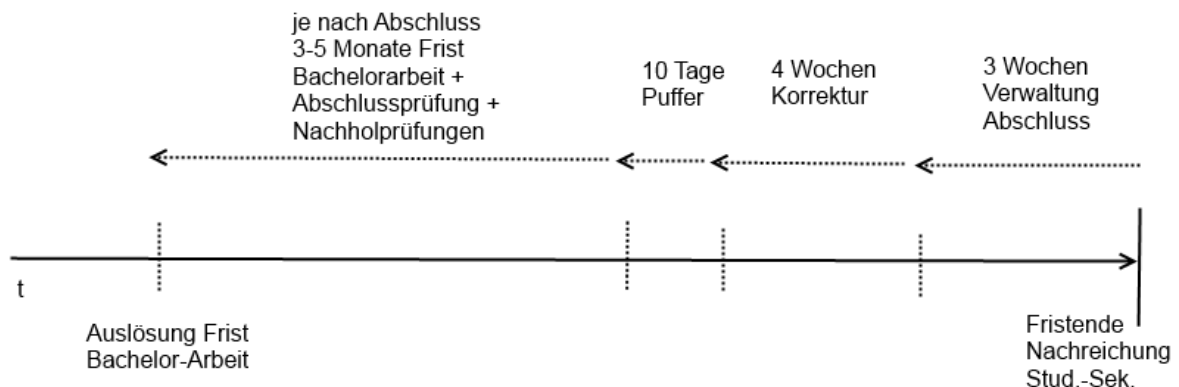 je nach Abschluss
3-5 Monate Frist
Bachelorarbeit +
Abschlussprüfung +
Nachholprüfungen
10 Tage
Puffer
4 Wochen
Korrektur
3 Wochen
Verwaltung
Abschluss
t
Auslösung Frist
Bachelor-Arbeit
Fristende
Nachreichung
Stud.-Sek.